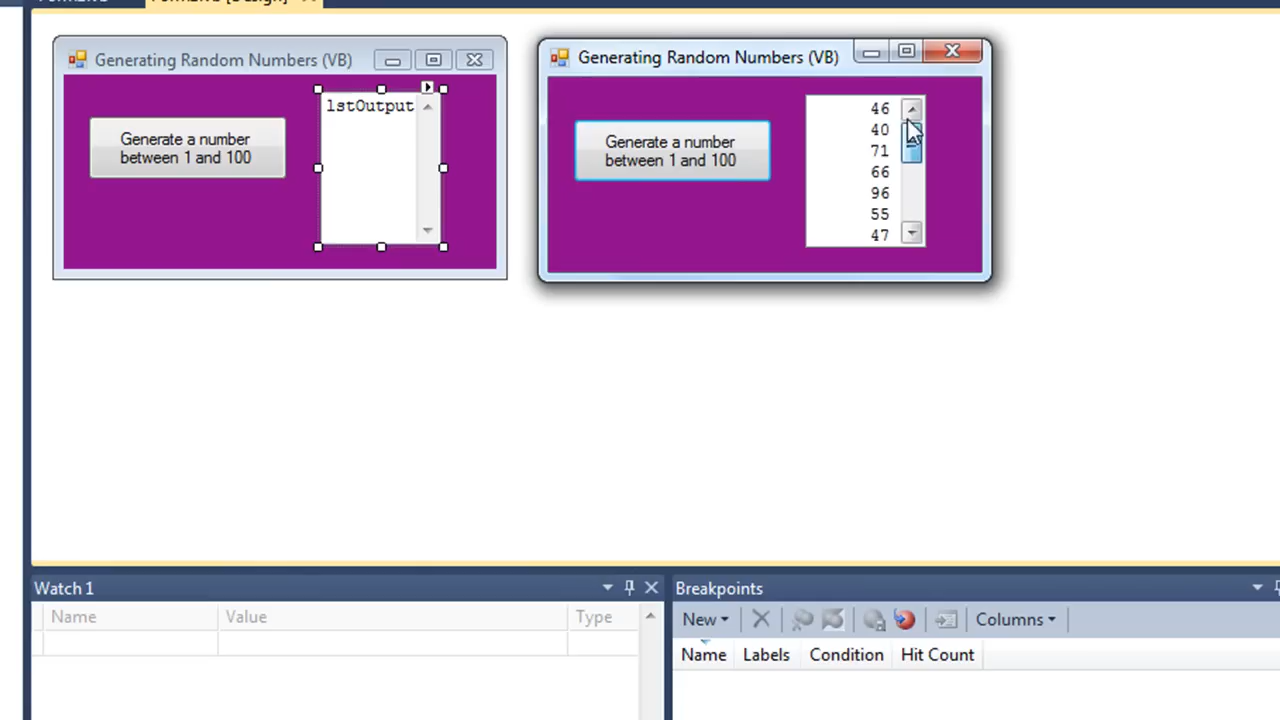 Generating Random Numbers (VB)
Generate a number
between 1 and 100
lstOutput
Generating Random Numbers (VB)
Generate a number
between 1 and 100
46
40
71
66
96
55
47
Watch 1
Name Value Type
Breakpoints
New Columns
Name Labels Condition Hit Count